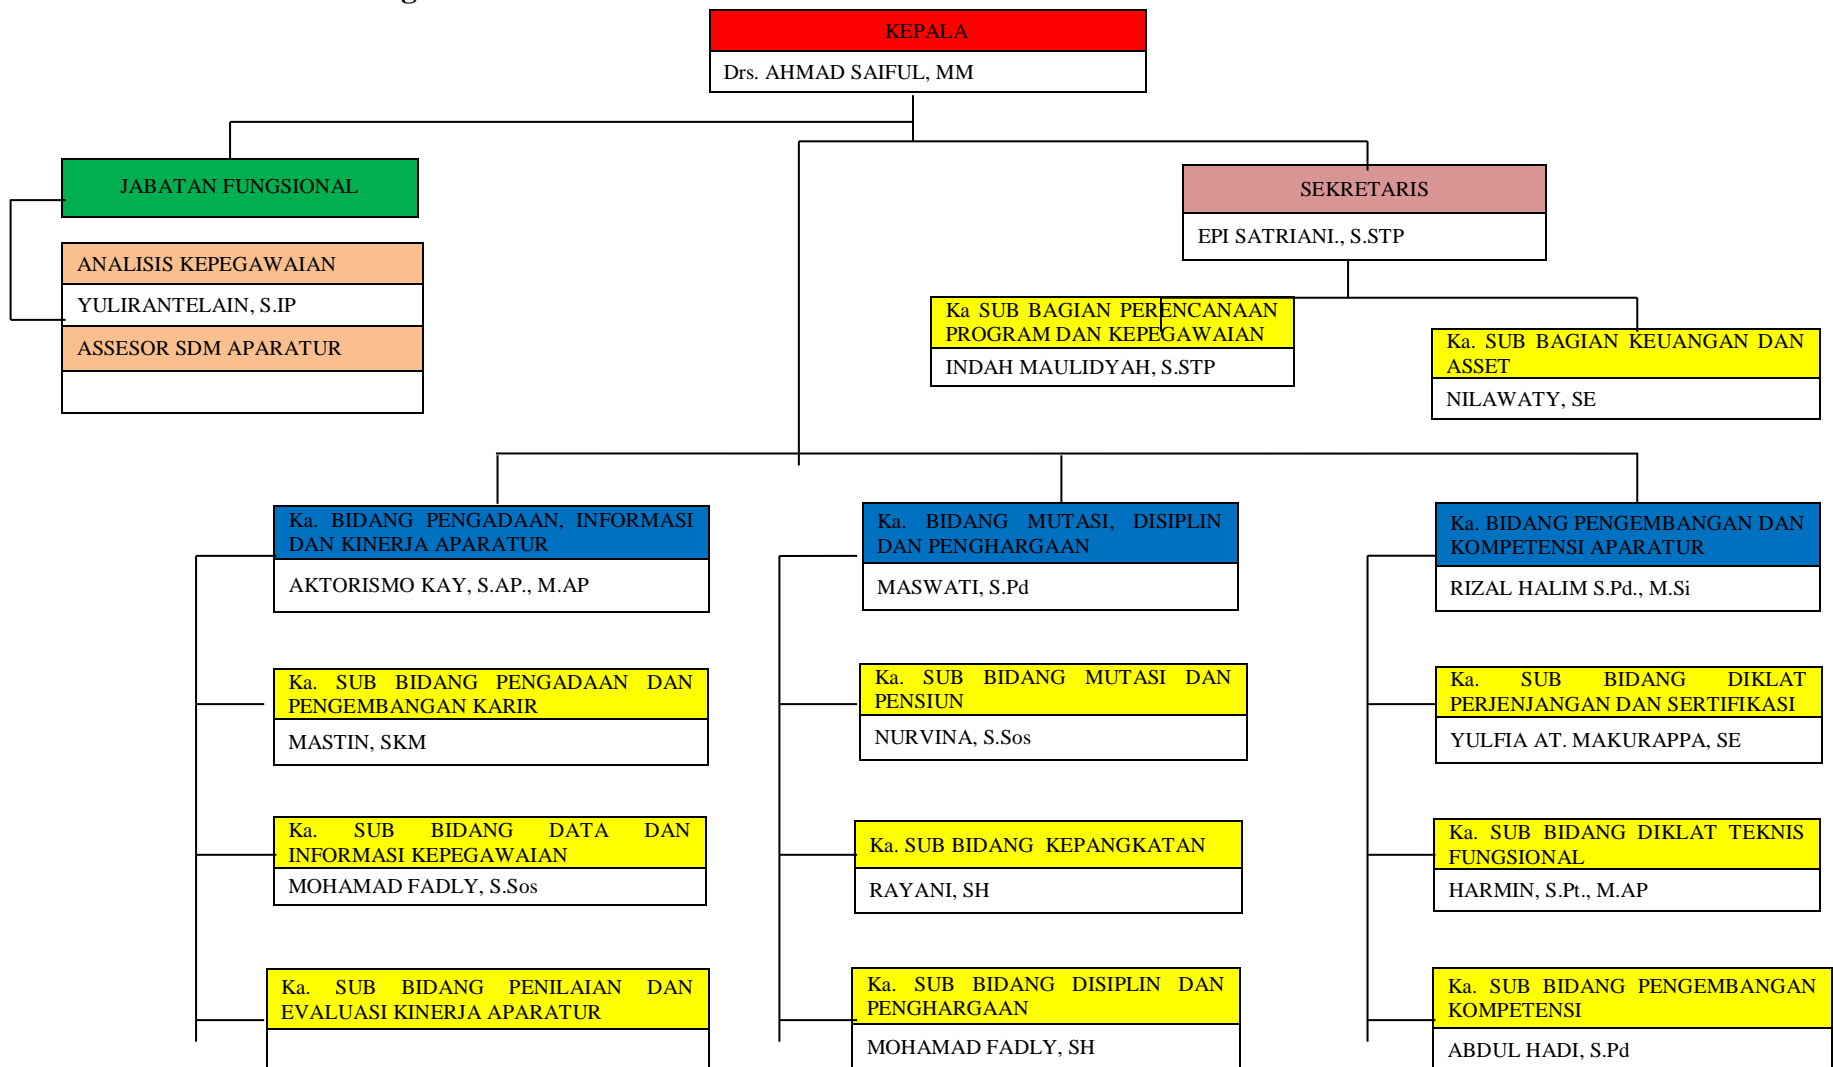 KEPALA
Drs. AHMAD SAIFUL, MM
JABATAN FUNGSIONAL
SEKRETARIS
EPI SATRIANI., S.STP
ANALISIS KEPEGAWAIAN
YULIRANTELAIN, S.IP
ASSESOR SDM APARATUR
Ka SUB BAGIAN PERENCANAAN
PROGRAM DAN KEPEGAWAIAN
INDAH MAULIDYAH, S.STP
Ka. SUB BAGIAN KEUANGAN DAN
ASSET
NILAWATY, SE
Ka. BIDANG PENGADAAN, INFORMASI
DAN KINERJA APARATUR
AKTORISMO KAY, S.AP., M.AP
Ka. BIDANG MUTASI, DISIPLIN
DAN PENGHARGAAN
MASWATI, S.Pd
Ka. BIDANG PENGEMBANGAN DAN
KOMPETENSI APARATUR
RIZAL HALIM S.Pd., M.Si
Ka. SUB BIDANG PENGADAAN DAN
PENGEMBANGAN KARIR
MASTIN, SKM
Ka. SUB BIDANG MUTASI DAN
PENSIUN
NURVINA, S.Sos
Ka. SUB BIDANG DIKLAT
PERJENJANGAN DAN SERTIFIKASI
YULFIA AT. MAKURAPPA, SE
Ka. SUB BIDANG DATA DAN
INFORMASI KEPEGAWAIAN
MOHAMAD FADLY, S.Sos
Ka. SUB BIDANG KEPANGKATAN
RAYANI, SH
Ka. SUB BIDANG DIKLAT TEKNIS
FUNGSIONAL
HARMIN, S.Pt., M.AP
Ka. SUB BIDANG PENILAIAN DAN
EVALUASI KINERJA APARATUR
Ka. SUB BIDANG DISIPLIN DAN
PENGHARGAAN
MOHAMAD FADLY, SH
Ka. SUB BIDANG PENGEMBANGAN
KOMPETENSI
ABDUL HADI, S.Pd